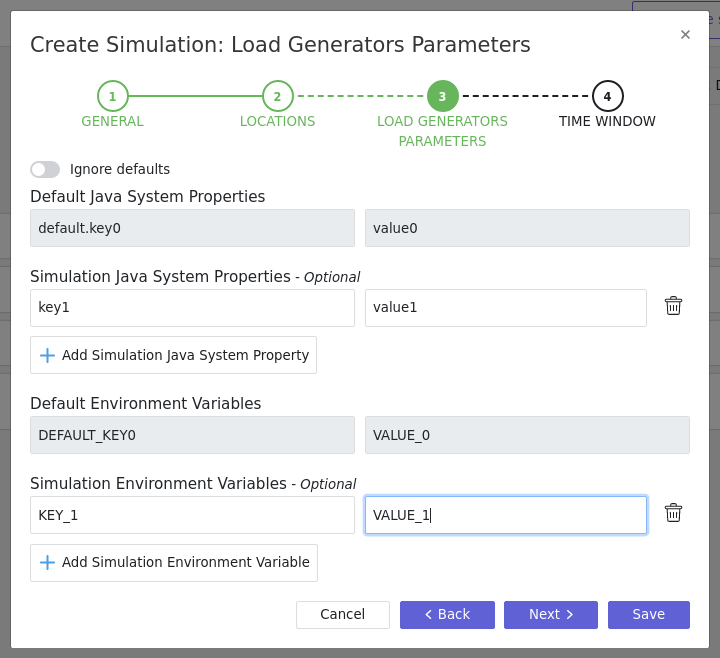 Create Simulation: Load Generators Parameters
×
1 2 3 4
GENERAL LOCATIONS LOAD GENERATORS PARAMETERS TIME WINDOW
Ignore defaults
Default Java System Properties
default.key0 value0
Simulation Java System Properties - Optional
key1 value1
Add Simulation Java System Property
Default Environment Variables
DEFAULT_KEY0 VALUE_0
Simulation Environment Variables - Optional
KEY_1 VALUE_1
Add Simulation Environment Variable
Cancel Back Next Save